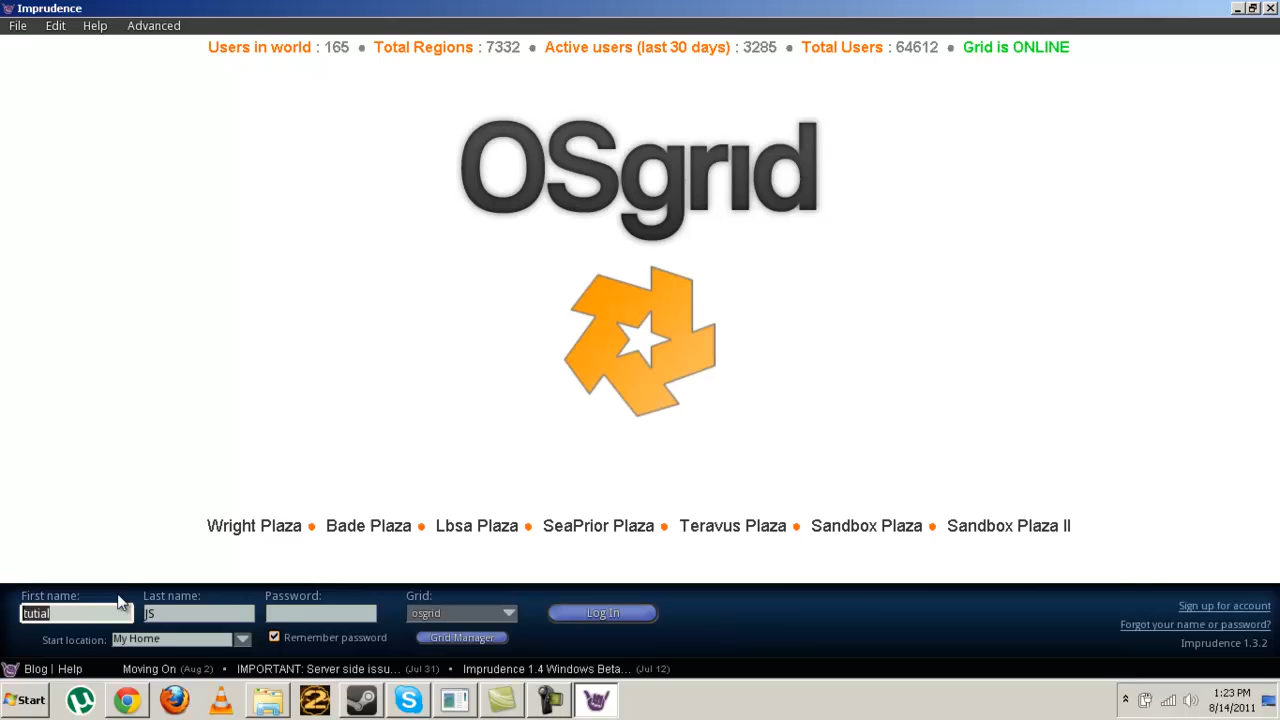 Imprudence
File Edit Help Advanced
Users in world : 165 ● Total Regions : 7332 ● Active users (last 30 days) : 3285 ● Total Users : 64612 ● Grid is ONLINE
OSgrid
Wright Plaza ● Bade Plaza ● Lbsa Plaza ● SeaPrior Plaza ● Teravus Plaza ● Sandbox Plaza ● Sandbox Plaza II
First name: Last name: Password: Grid:
tutial JS osgrid Log In
Sign up for account
Forgot your name or password?
Start location: My Home Remember password Grid Manager
Imprudence 1.3.2
Blog | Help Moving On (Aug 2) • IMPORTANT: Server side issu... (Jul 31) • Imprudence 1.4 Windows Beta... (Jul 12)
Start
2
1:23 PM
8/14/2011